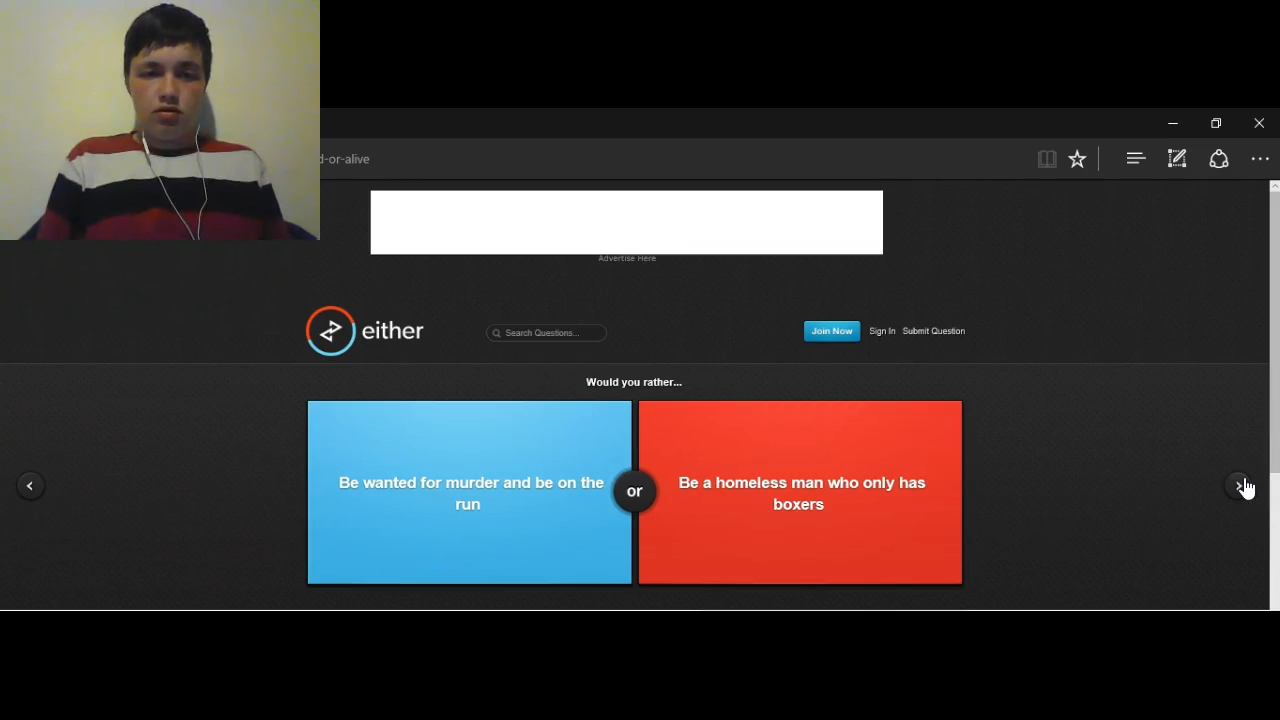 d-or-alive
Advertise Here
either
Search Questions...
Join Now
Sign In
Submit Question
Would you rather...
Be wanted for murder and be on the
run
or
Be a homeless man who only has
boxers